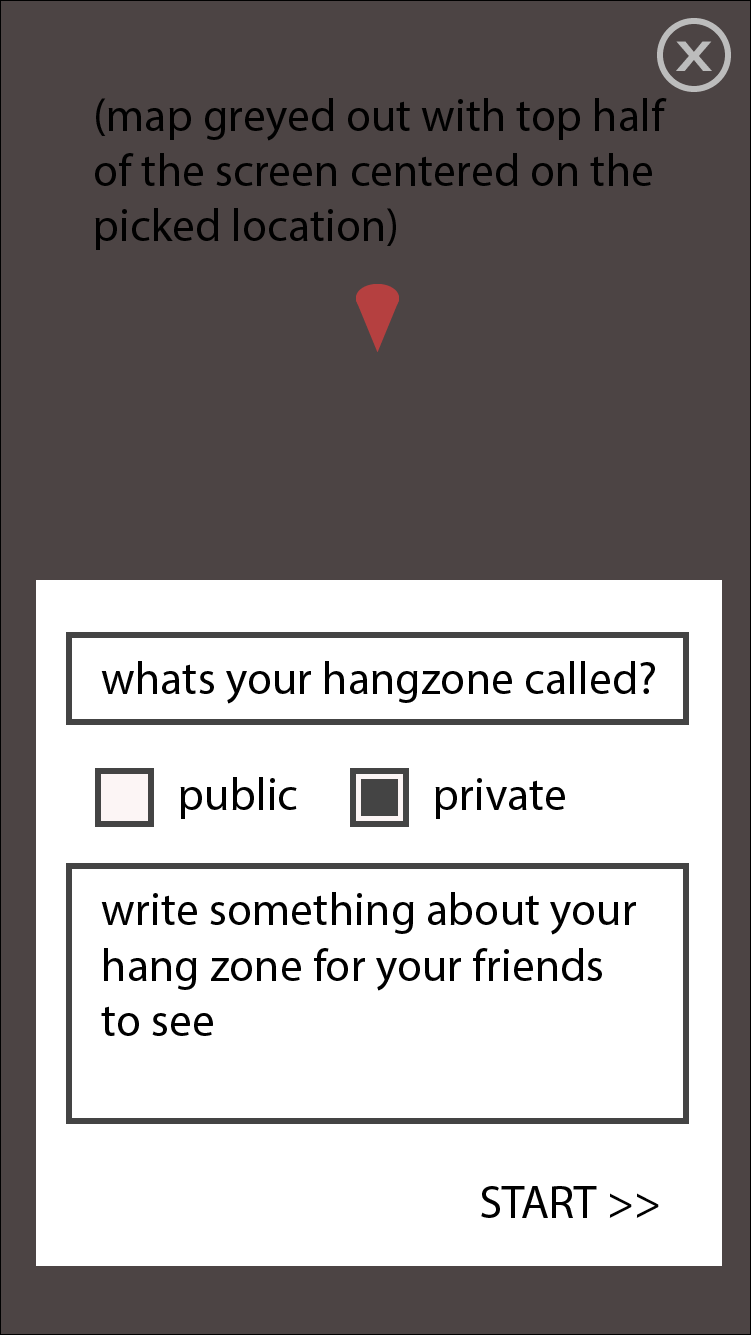 X
(map greyed out with top half
of the screen centered on the
picked location)
whats your hangzone called?
public private
write something about your
hang zone for your friends
to see
START >>